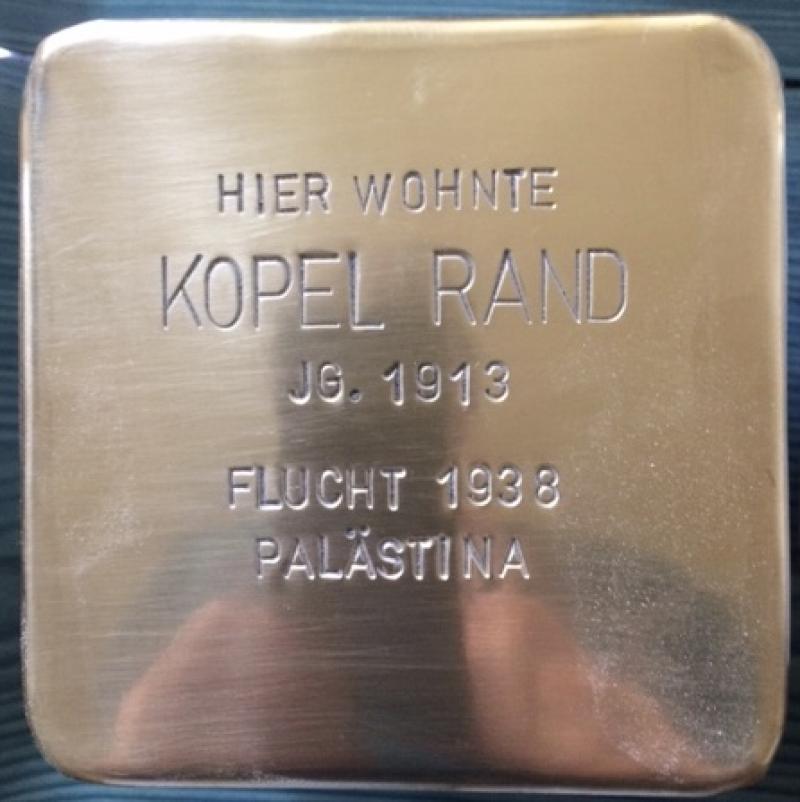 HIER WOHNTE
KOPEL RAND
JG. 1913
FLUCHT 1938
PALÄSTINA